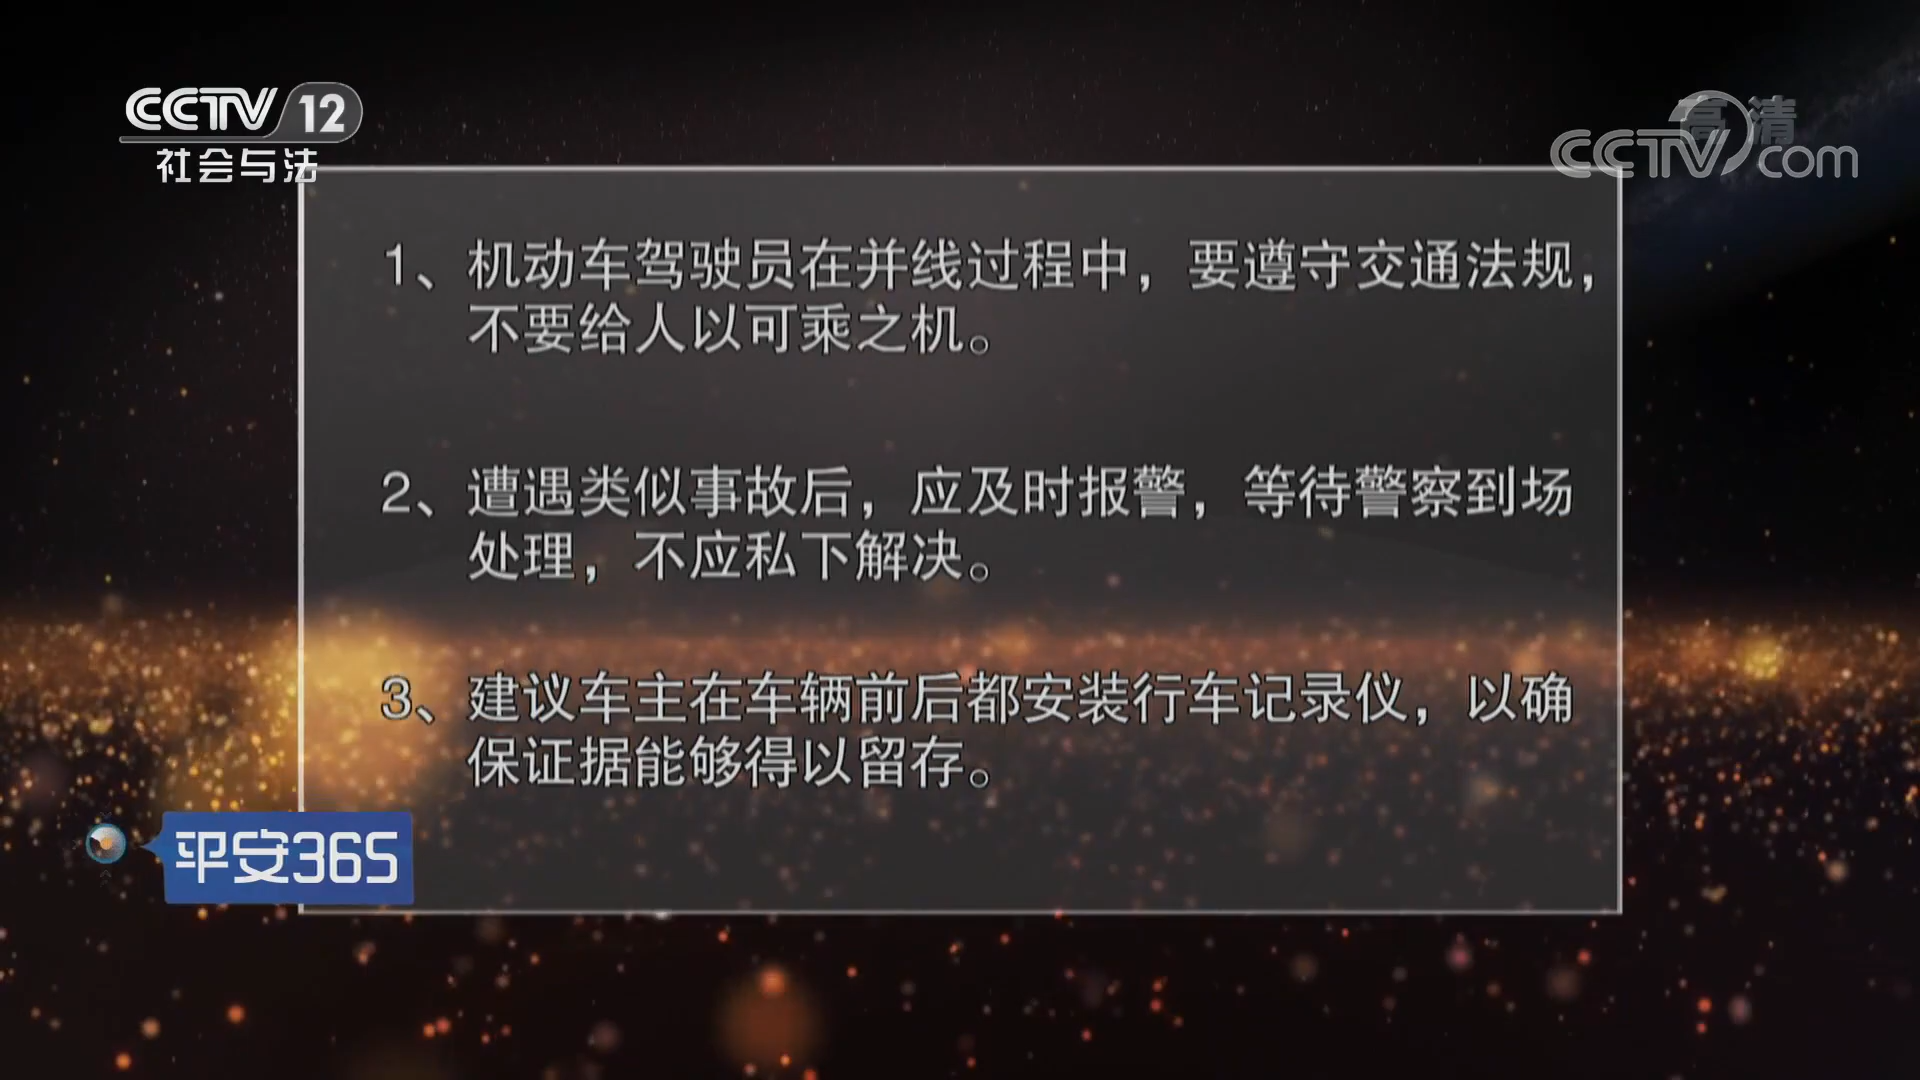 CCTV 12
社会与法
高清
CCTV com
1、机动车驾驶员在并线过程中，要遵守交通法规，
不要给人以可乘之机。
2、遭遇类似事故后，应及时报警，等待警察到场
处理，不应私下解决。
3、建议车主在车辆前后都安装行车记录仪，以确
保证据能够得以留存。
平安365